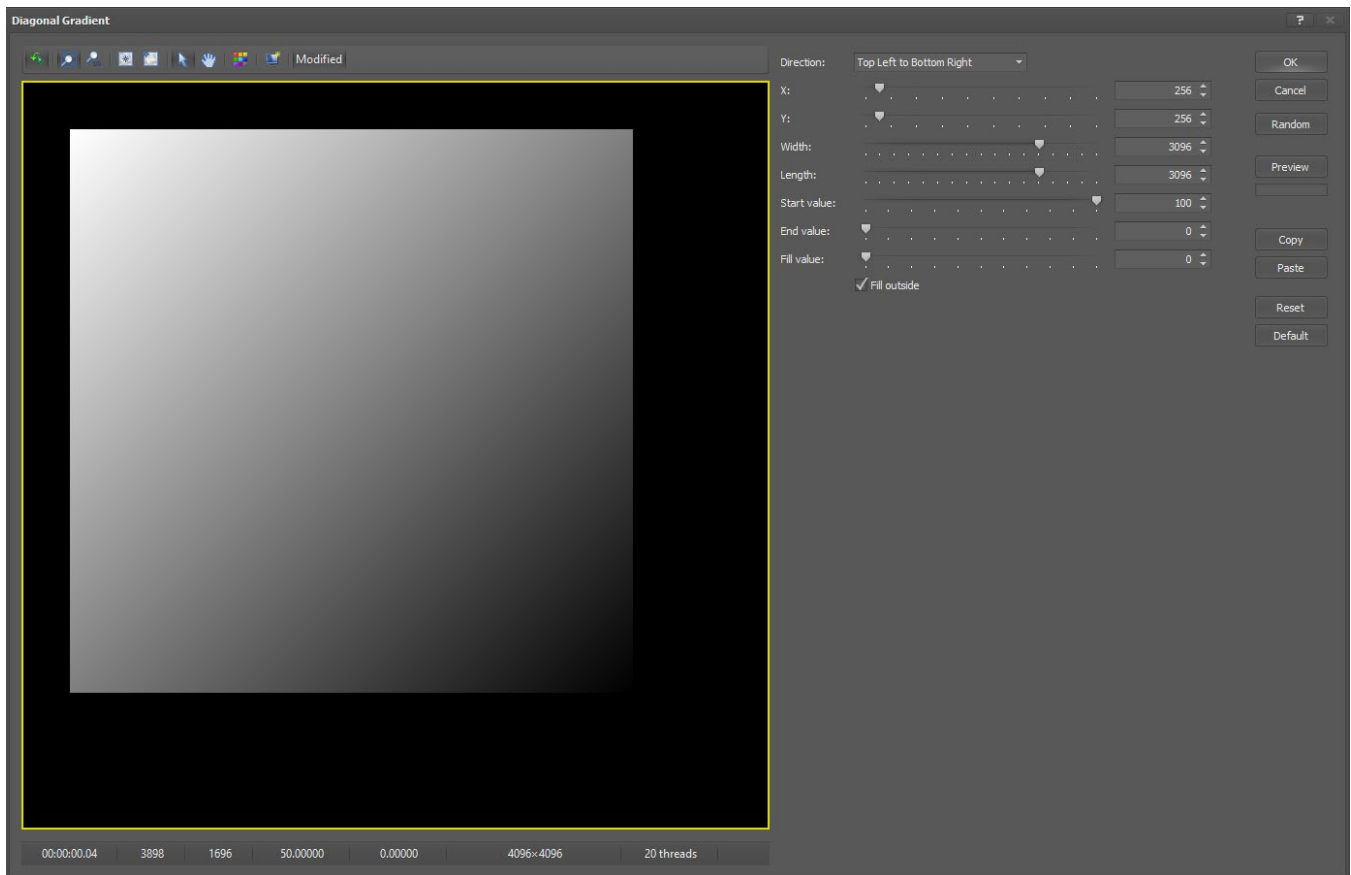 Diagonal Gradient ?
Modified
Direction: Top Left to Bottom Right
X: 256
Y: 256
Width: 3096
Length: 3096
Start value: 100
End value: 0
Fill value: 0
Fill outside
OK
Cancel
Random
Preview
Copy
Paste
Reset
Default
00:00:00.04 3898 1696 50.00000 0.00000 4096×4096 20 threads